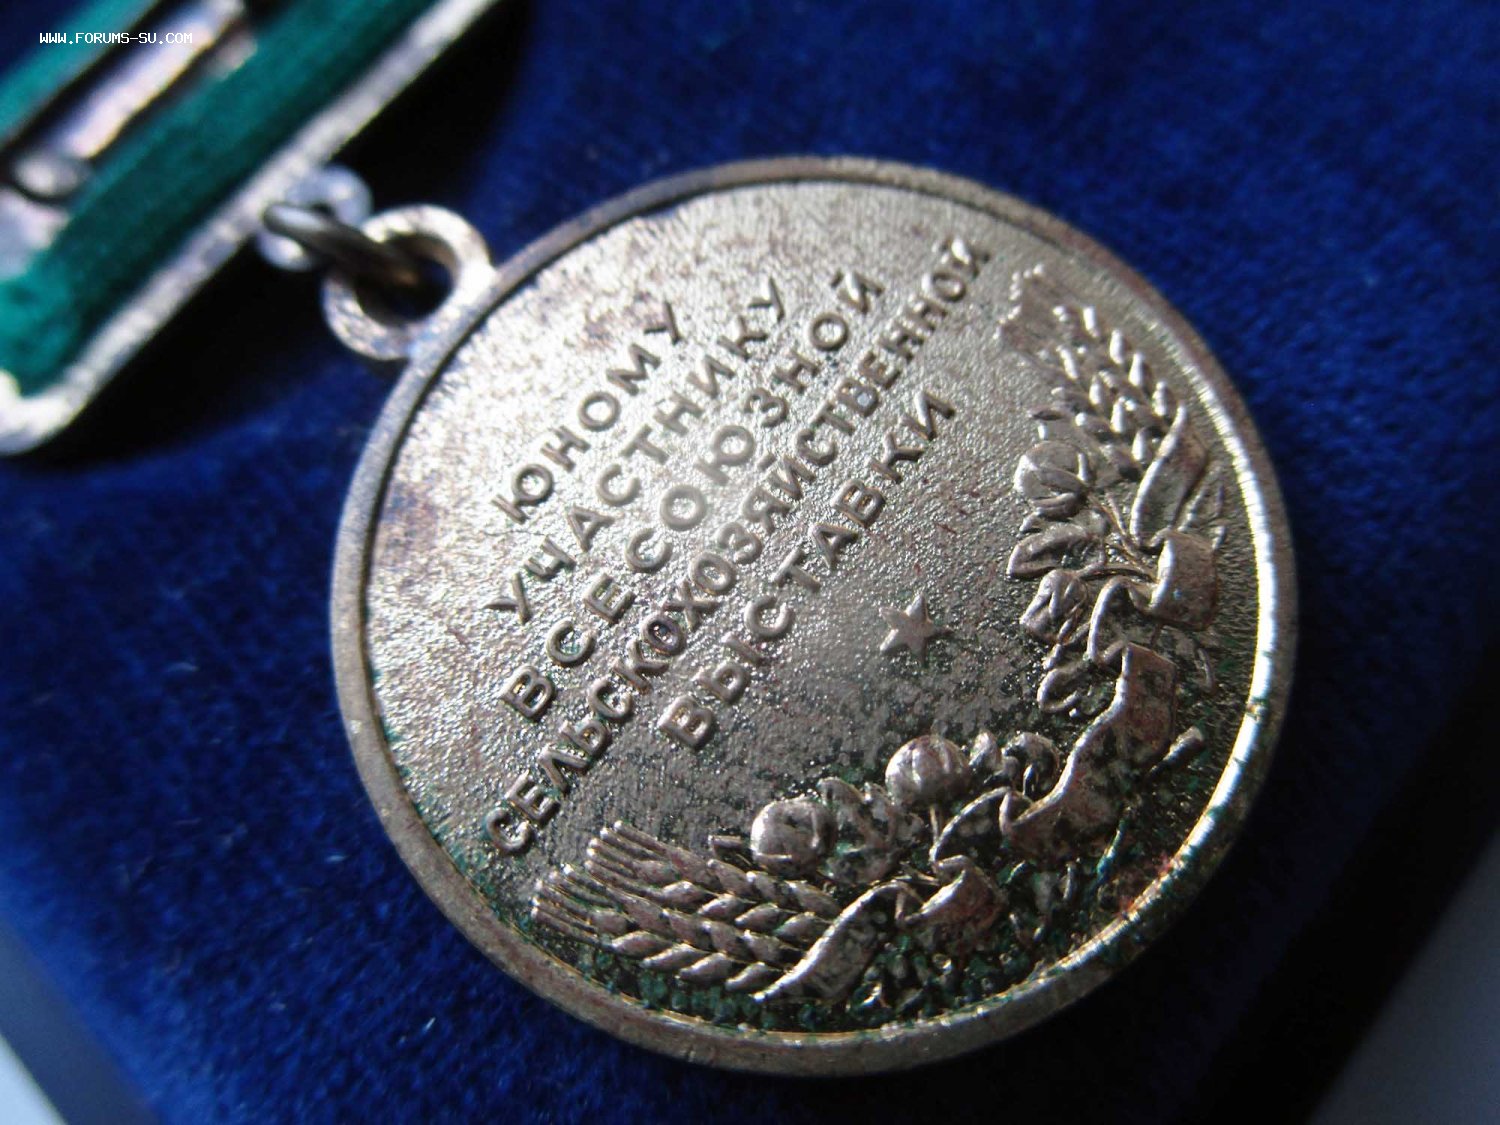 WWW.FORUMS-SU.COM
ЮНОМУ
УЧАСТНИКУ
ВСЕСОЮЗНОЙ
СЕЛЬСКОХОЗЯЙСТВЕННОЙ
ВЫСТАВКИ